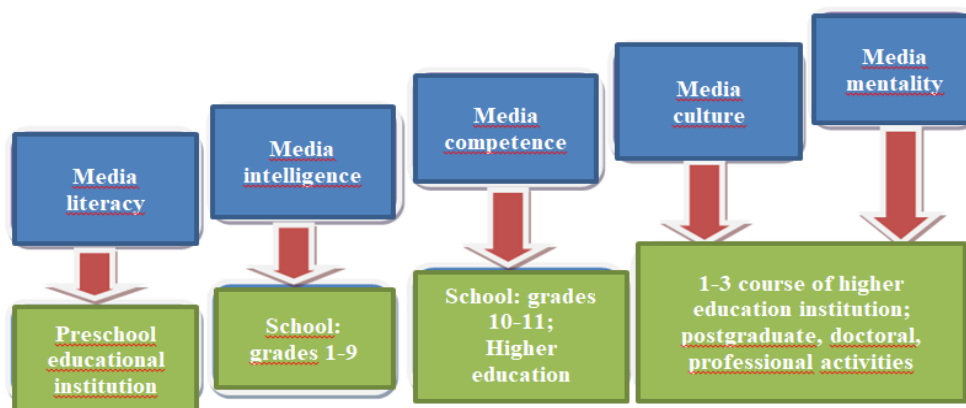 Media
literacy
Media
intelligence
Media
competence
Media
culture
Media
mentality
Preschool
educational
institution
School:
grades 1-9
School: grades
10-11;
Higher
education
1-3 course of higher
education institution;
postgraduate, doctoral,
professional activities